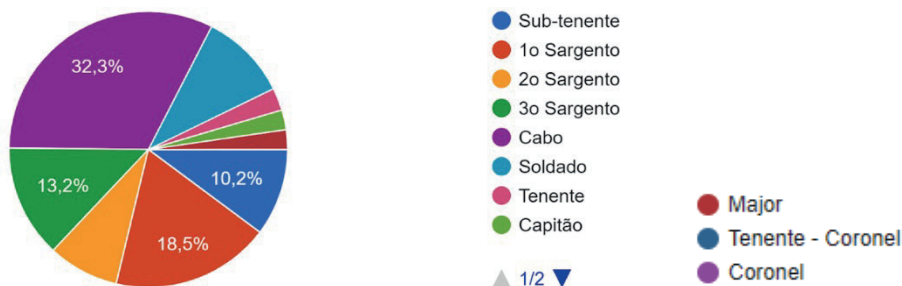 32,3%
13,2%
18,5%
10,2%
Sub-tenente
1o Sargento
2o Sargento
3o Sargento
Cabo
Soldado
Tenente
Capitão
1/2
Major
Tenente - Coronel
Coronel